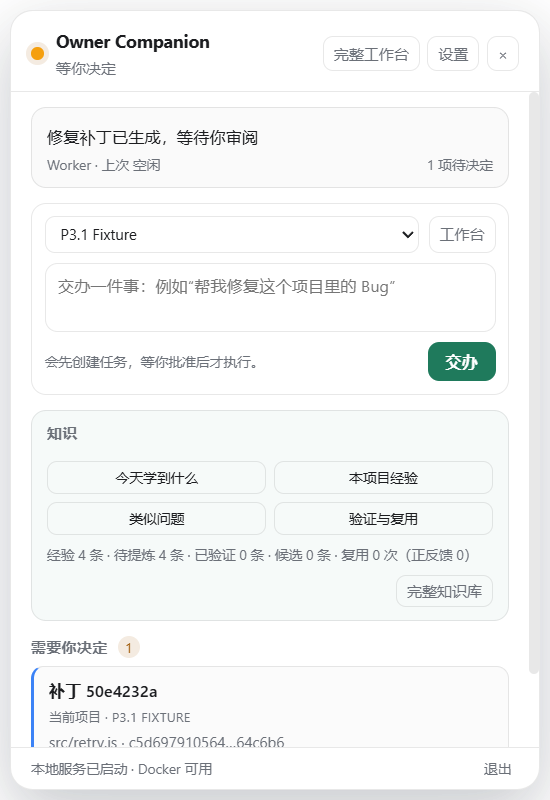 Owner Companion
等你决定
完整工作台
设置
×
修复补丁已生成，等待你审阅
Worker · 上次 空闲
1 项待决定
P3.1 Fixture
工作台
交办一件事：例如“帮我修复这个项目里的 Bug”
会先创建任务，等你批准后才执行。
交办
知识
今天学到什么
本项目经验
类似问题
验证与复用
经验 4 条 · 待提炼 4 条 · 已验证 0 条 · 候选 0 条 · 复用 0 次（正反馈 0）
完整知识库
需要你决定 1
补丁 50e4232a
当前项目 · P3.1 FIXTURE
src/retry.js · c5d697910564…64c6b6
本地服务已启动 · Docker 可用
退出